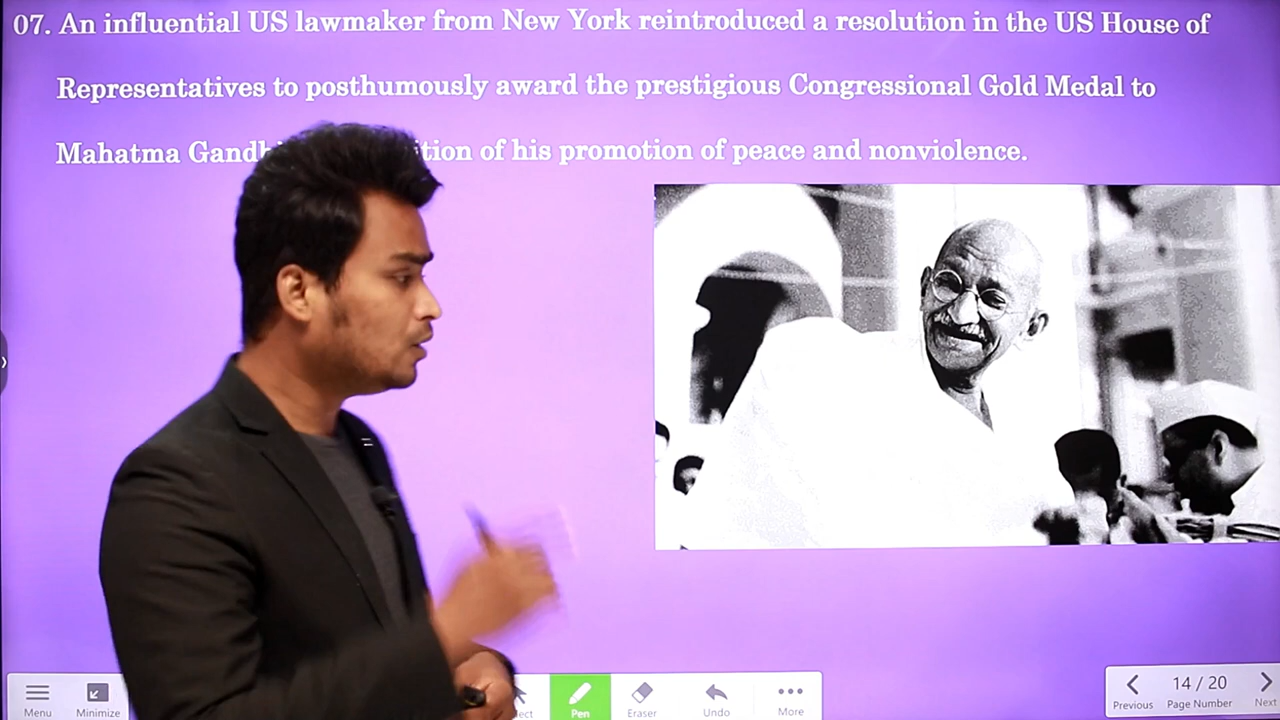 07. An influential US lawmaker from New York reintroduced a resolution in the US House of
Representatives to posthumously award the prestigious Congressional Gold Medal to
Mahatma of his promotion of peace and nonviolence.
Menu
Minimize
Pen
Eraser
Undo
More
Previous
14 / 20
Page Number
Next